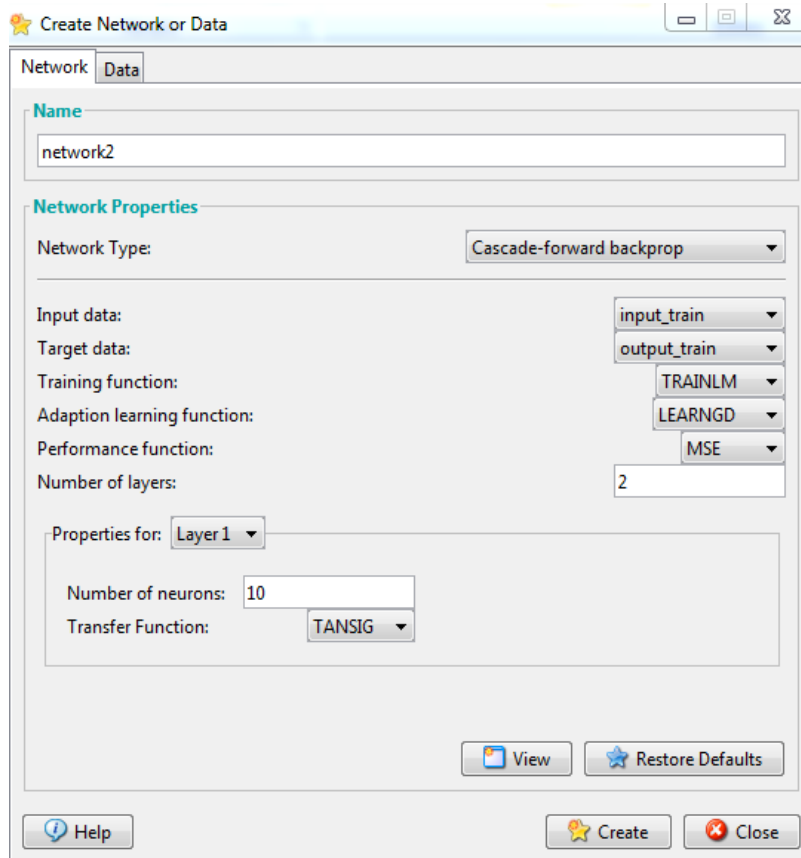 Create Network or Data
Network Data
Name
network2
Network Properties
Network Type: Cascade-forward backprop
Input data: input_train
Target data: output_train
Training function: TRAINLM
Adaption learning function: LEARNGD
Performance function: MSE
Number of layers: 2
Properties for: Layer 1
Number of neurons: 10
Transfer Function: TANSIG
View Restore Defaults
Help Create Close